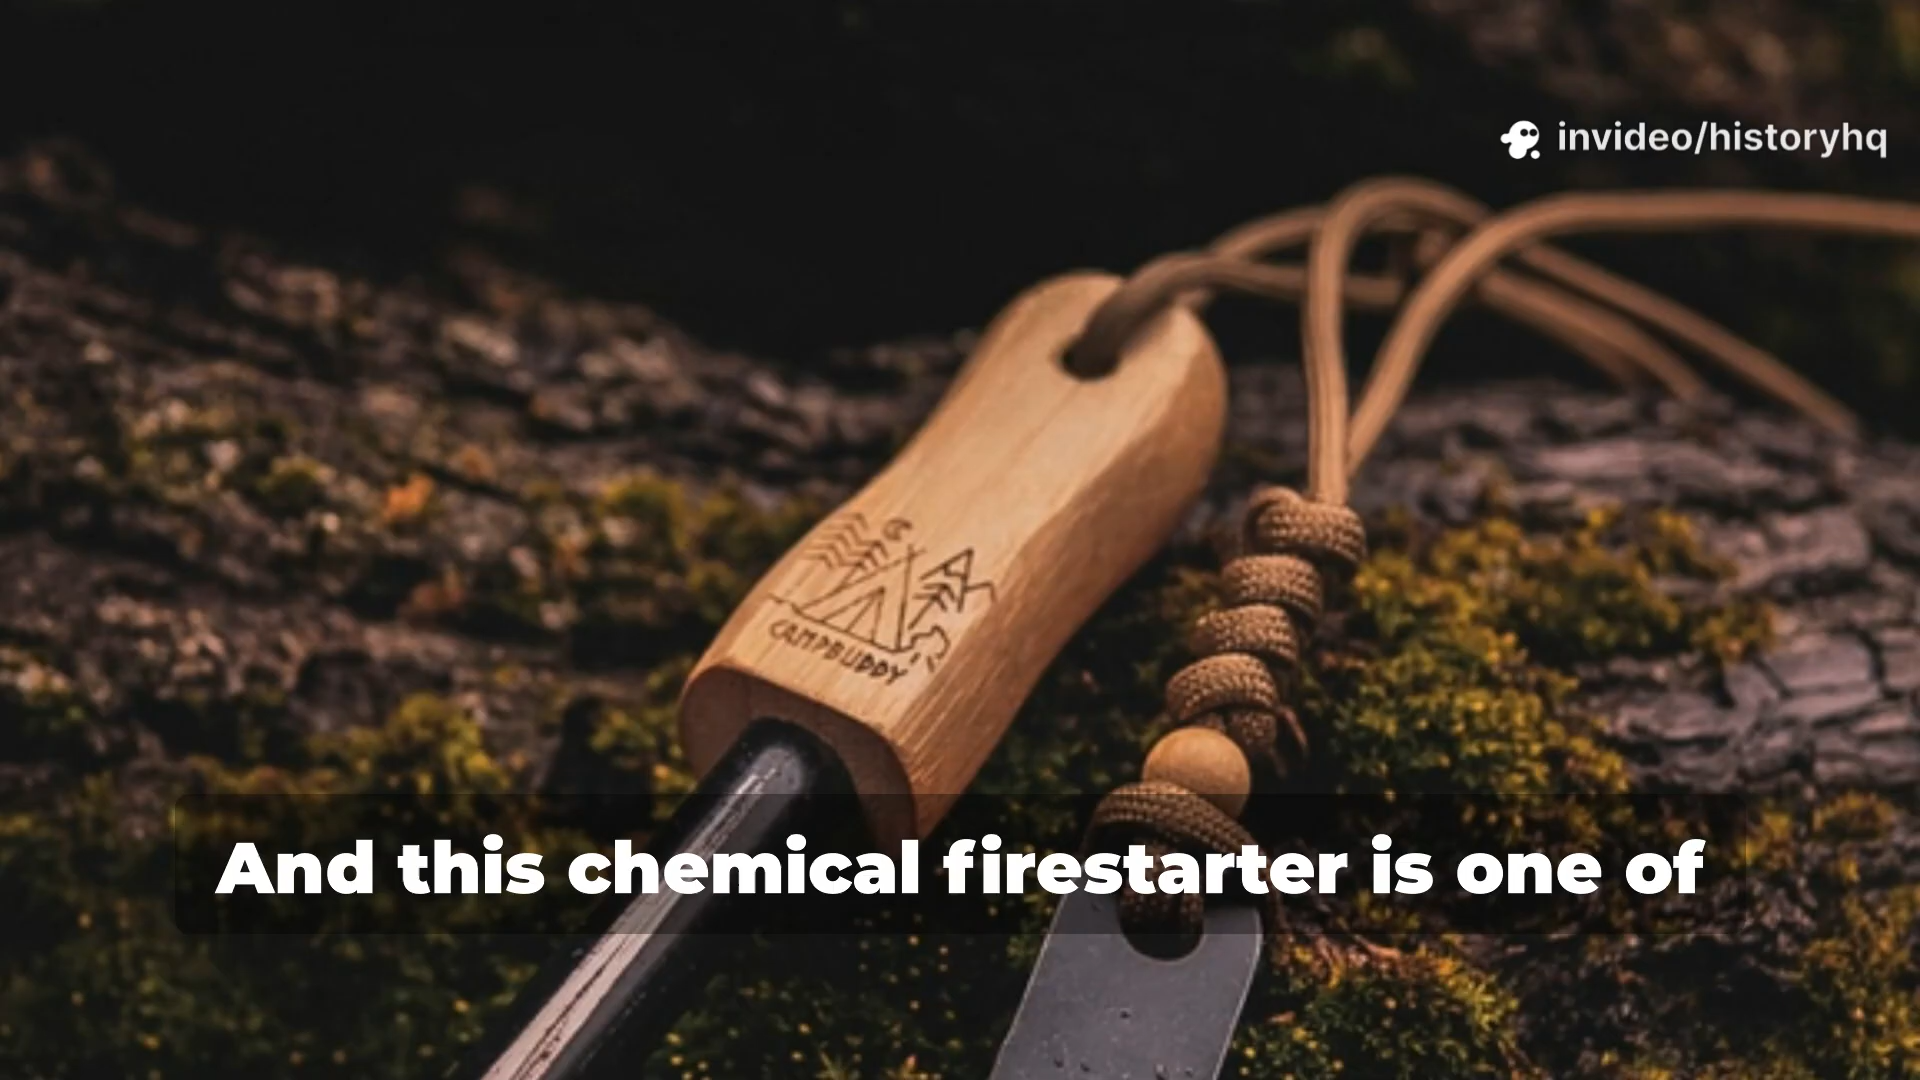 invideo/historyhq
CAMPBUDDY
And this chemical firestarter is one of